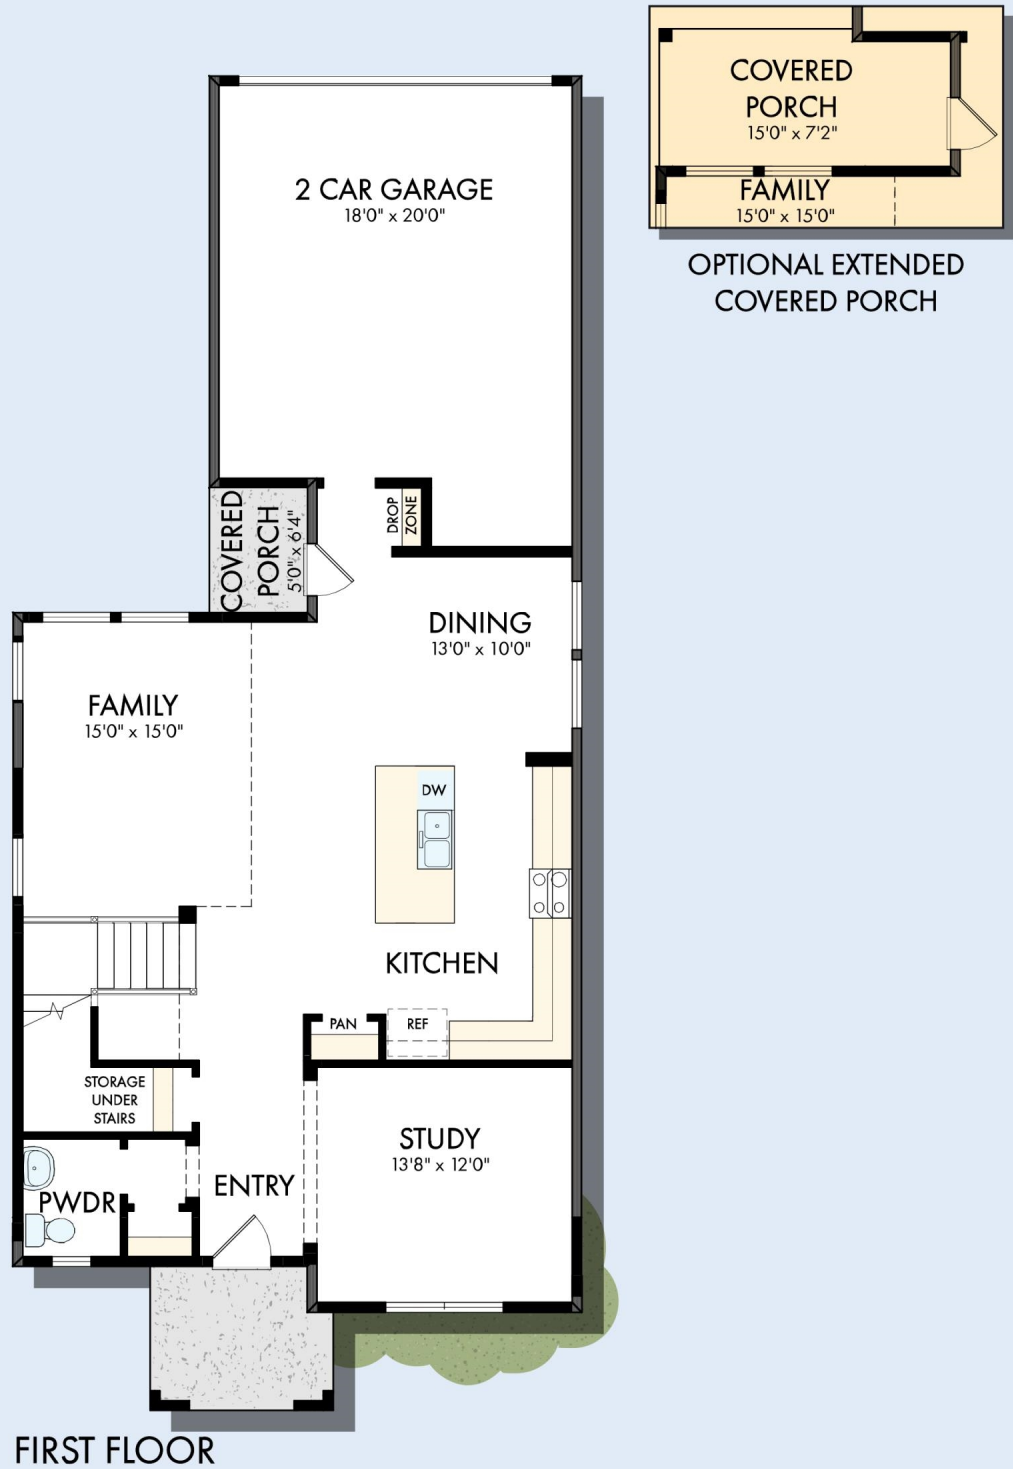 COVERED
PORCH
15'0" x 7'2"
FAMILY
15'0" x 15'0"
OPTIONAL EXTENDED
COVERED PORCH
2 CAR GARAGE
18'0" x 20'0"
COVERED
PORCH
5'0" x 6'4"
DROP
ZONE
DINING
13'0" x 10'0"
FAMILY
15'0" x 15'0"
DW
KITCHEN
PAN
REF
STORAGE
UNDER
STAIRS
STUDY
13'8" x 12'0"
ENTRY
PWDR
FIRST FLOOR